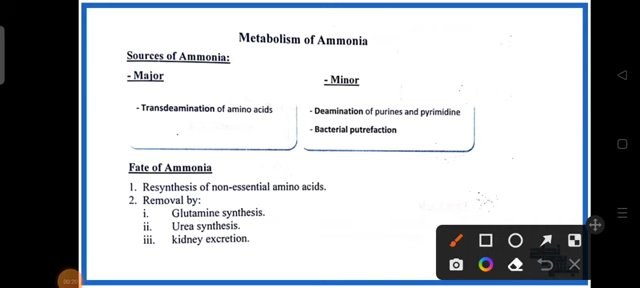 Metabolism of Ammonia
Sources of Ammonia:
- Major
- Minor
- Transdeamination of amino acids
- Deamination of purines and pyrimidine
- Bacterial putrefaction
Fate of Ammonia
1. Resynthesis of non-essential amino acids.
2. Removal by:
i. Glutamine synthesis.
ii. Urea synthesis.
iii. kidney excretion.